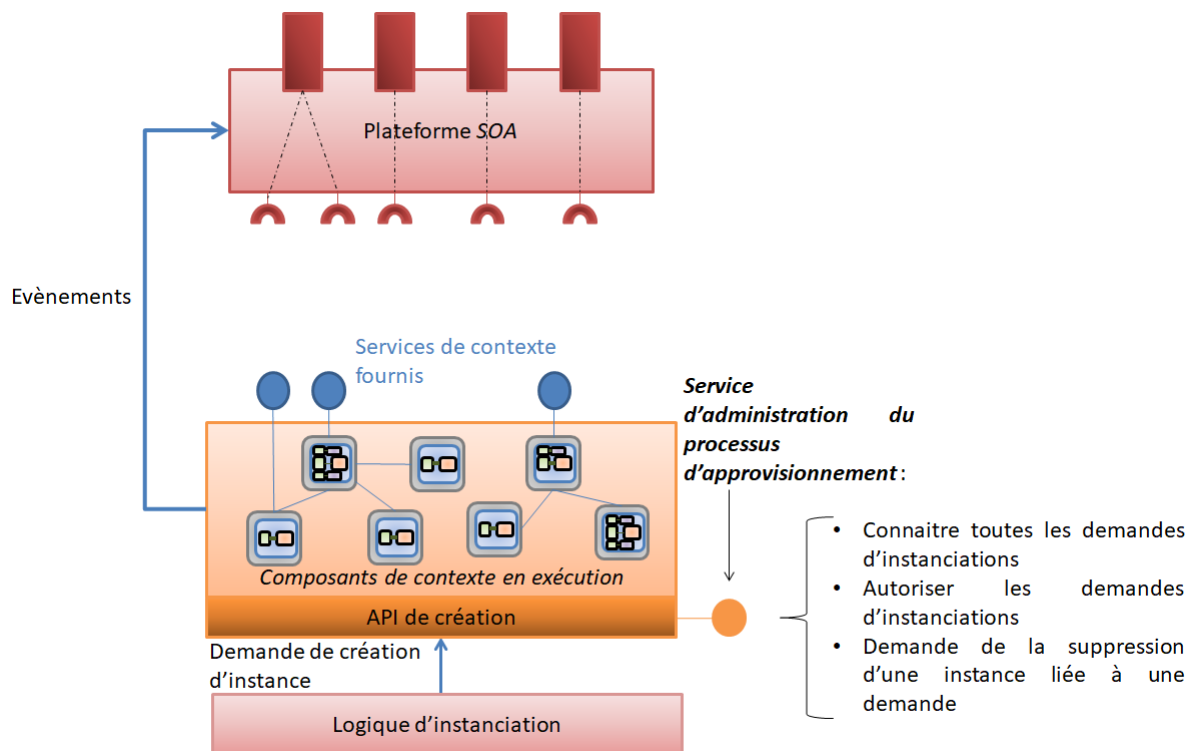 Plateforme SOA
Evènements
Services de contexte
fournis
Service
d’administration du
processus
d’approvisionnement :
Composants de contexte en exécution
API de création
Demande de création
d’instance
Logique d’instanciation
• Connaitre toutes les demandes
d’instanciations
• Autoriser les demandes
d’instanciations
• Demande de la suppression
d’une instance liée à une
demande